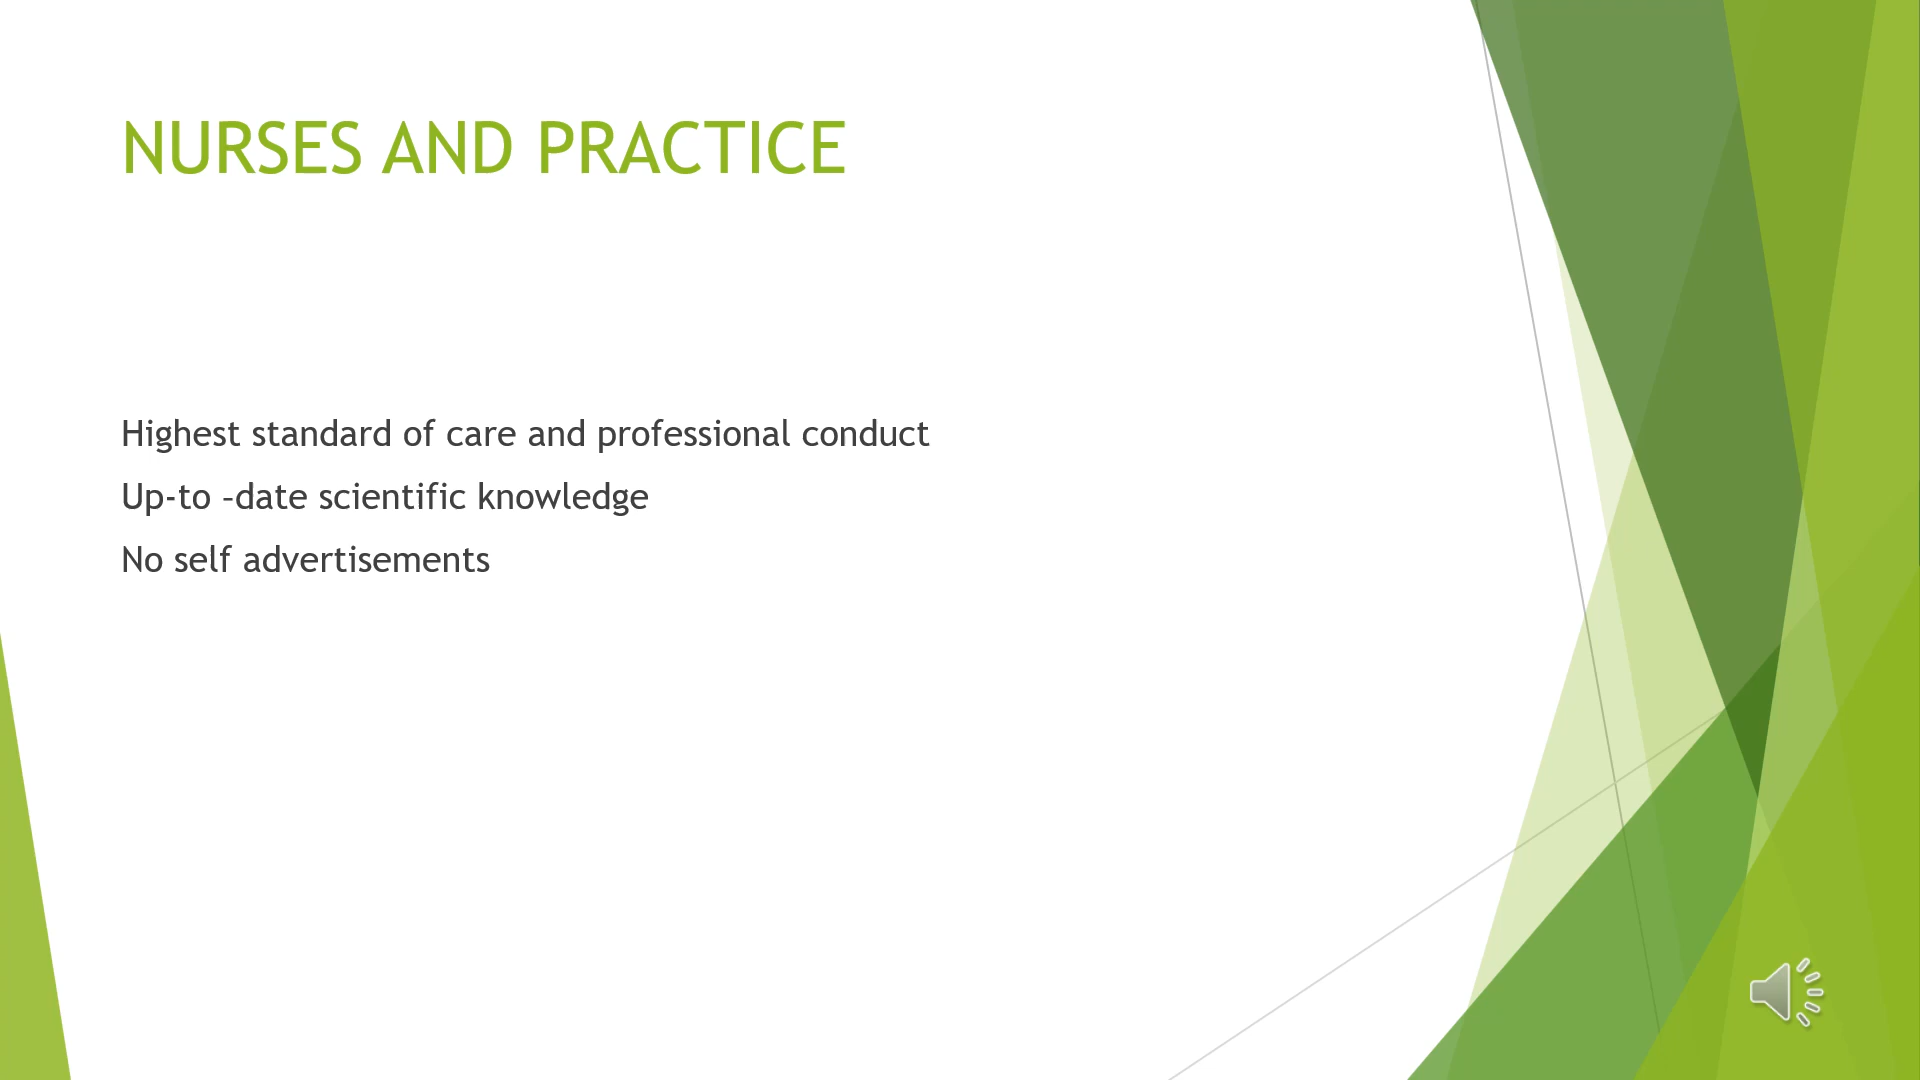 NURSES AND PRACTICE
Highest standard of care and professional conduct
Up-to –date scientific knowledge
No self advertisements